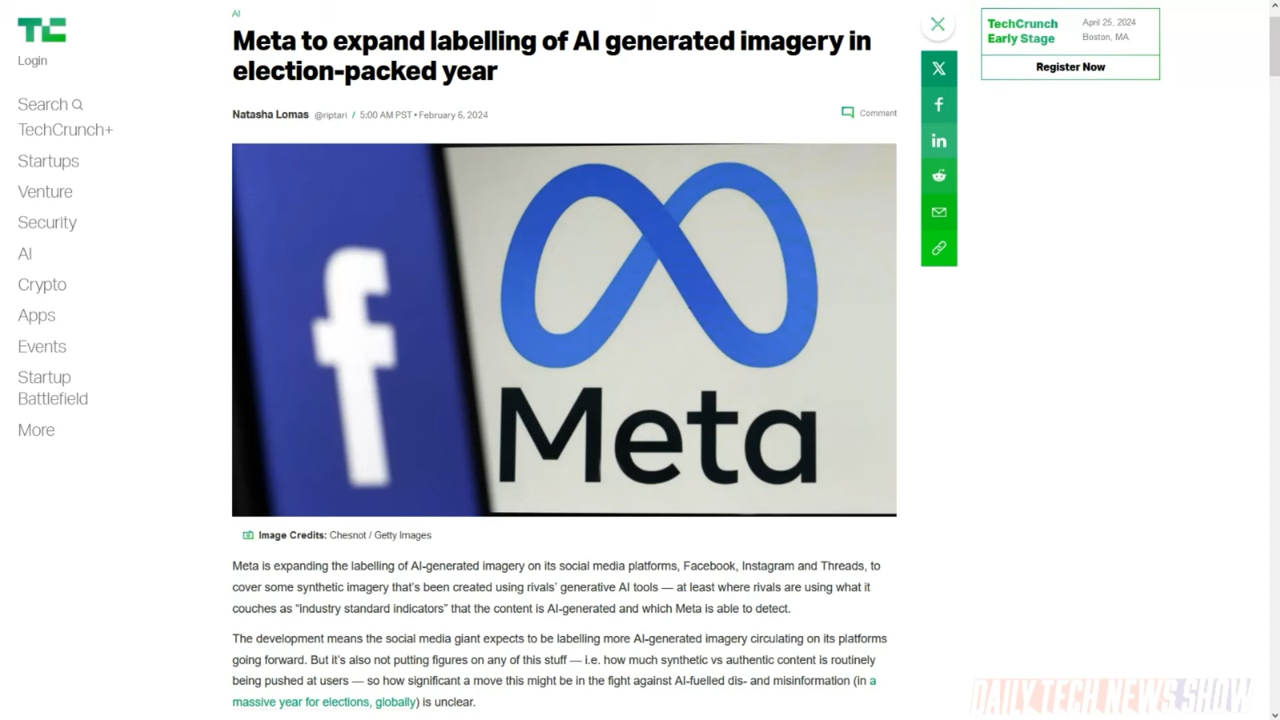 TC
Login
Search
TechCrunch+
Startups
Venture
Security
AI
Crypto
Apps
Events
Startup
Battlefield
More
AI
Meta to expand labelling of AI generated imagery in
election-packed year
Natasha Lomas @riptari / 5:00 AM PST • February 6, 2024
Comment
f
Meta
Image Credits: Chesnot / Getty Images
Meta is expanding the labelling of AI-generated imagery on its social media platforms, Facebook, Instagram and Threads, to
cover some synthetic imagery that's been created using rivals' generative AI tools — at least where rivals are using what it
couches as “industry standard indicators” that the content is AI-generated and which Meta is able to detect.
The development means the social media giant expects to be labelling more AI-generated imagery circulating on its platforms
going forward. But it's also not putting figures on any of this stuff — i.e. how much synthetic vs authentic content is routinely
being pushed at users — so how significant a move this might be in the fight against AI-fuelled dis- and misinformation (in a
massive year for elections, globally) is unclear.
X
f
in
TechCrunch
Early Stage
April 25, 2024
Boston, MA
Register Now
DAILY TECH NEWS SHOW